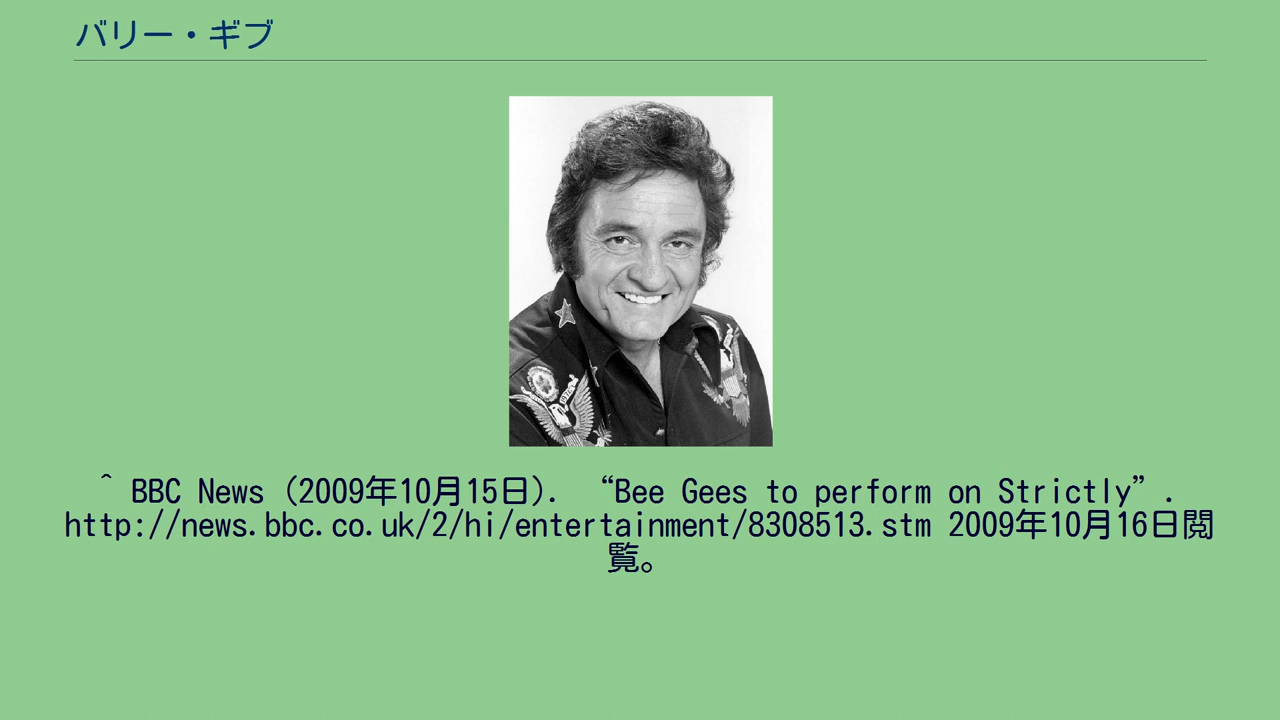 バリー・ギブ
^ BBC News (2009年10月15日). “Bee Gees to perform on Strictly”.
http://news.bbc.co.uk/2/hi/entertainment/8308513.stm 2009年10月16日閲
覧。